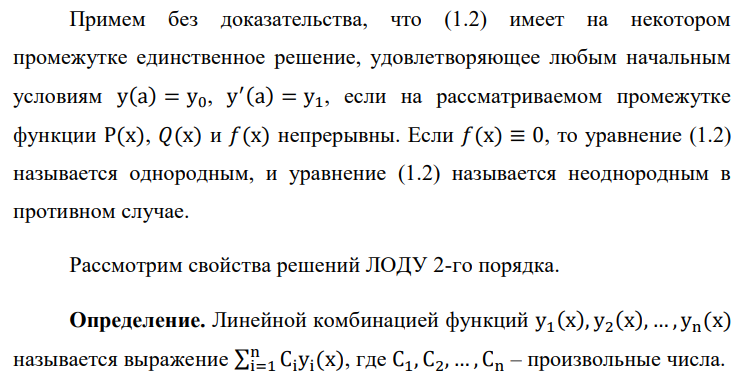 Примем без доказательства, что (1.2) имеет на некотором
промежутке единственное решение, удовлетворяющее любым начальным
условиям y(a) = y₀, y′(a) = y₁, если на рассматриваемом промежутке
функции P(x), Q(x) и f(x) непрерывны. Если f(x) ≡ 0, то уравнение (1.2)
называется однородным, и уравнение (1.2) называется неоднородным в
противном случае.
Рассмотрим свойства решений ЛОДУ 2-го порядка.
Определение. Линейной комбинацией функций y₁(x), y₂(x), … , yₙ(x)
называется выражение ∑ⁿᵢ₌₁ Cᵢyᵢ(x), где C₁, C₂, … , Cₙ – произвольные числа.